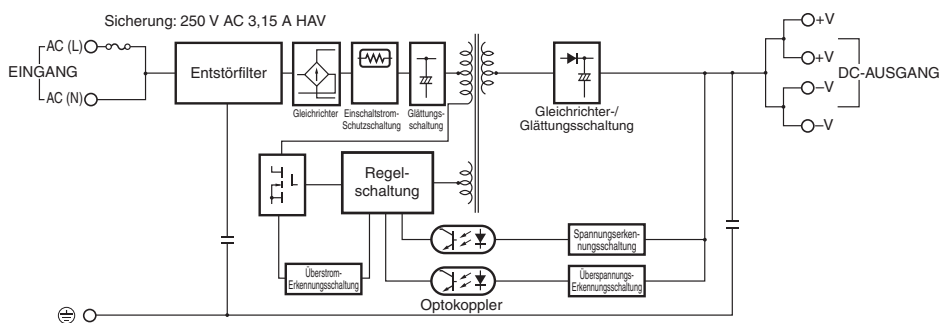 Sicherung: 250 V AC 3,15 A HAV
AC (L)
EINGANG
AC (N)
Entstörfilter
Gleichrichter
Einschaltstrom-
Schutzschaltung
Glättungs-
schaltung
Gleichrichter-/
Glättungsschaltung
+V
+V
DC-AUSGANG
–V
–V
Regel-
schaltung
Überstrom-
Erkennungsschaltung
Optokoppler
Spannungserken-
nungsschaltung
Überspannungs-
Erkennungsschaltung